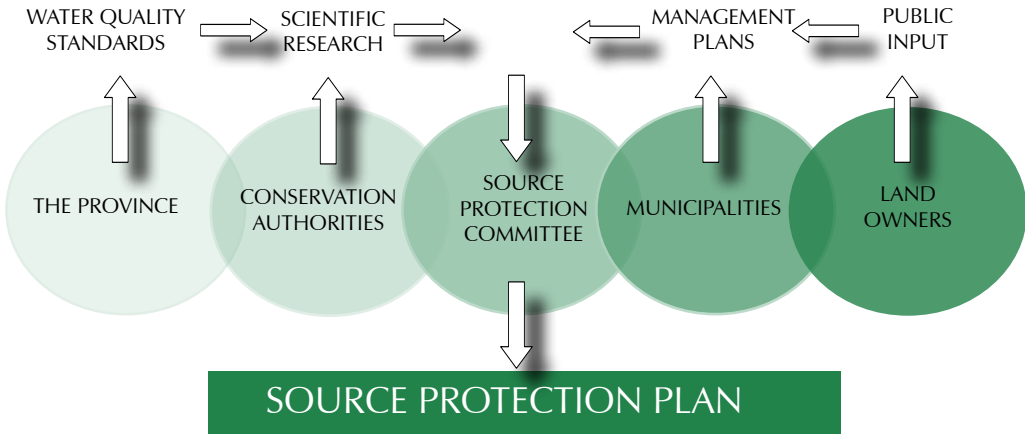 WATER QUALITY
STANDARDS
SCIENTIFIC
RESEARCH
MANAGEMENT
PLANS
PUBLIC
INPUT
THE PROVINCE
CONSERVATION
AUTHORITIES
SOURCE
PROTECTION
COMMITTEE
MUNICIPALITIES
LAND
OWNERS
SOURCE PROTECTION PLAN